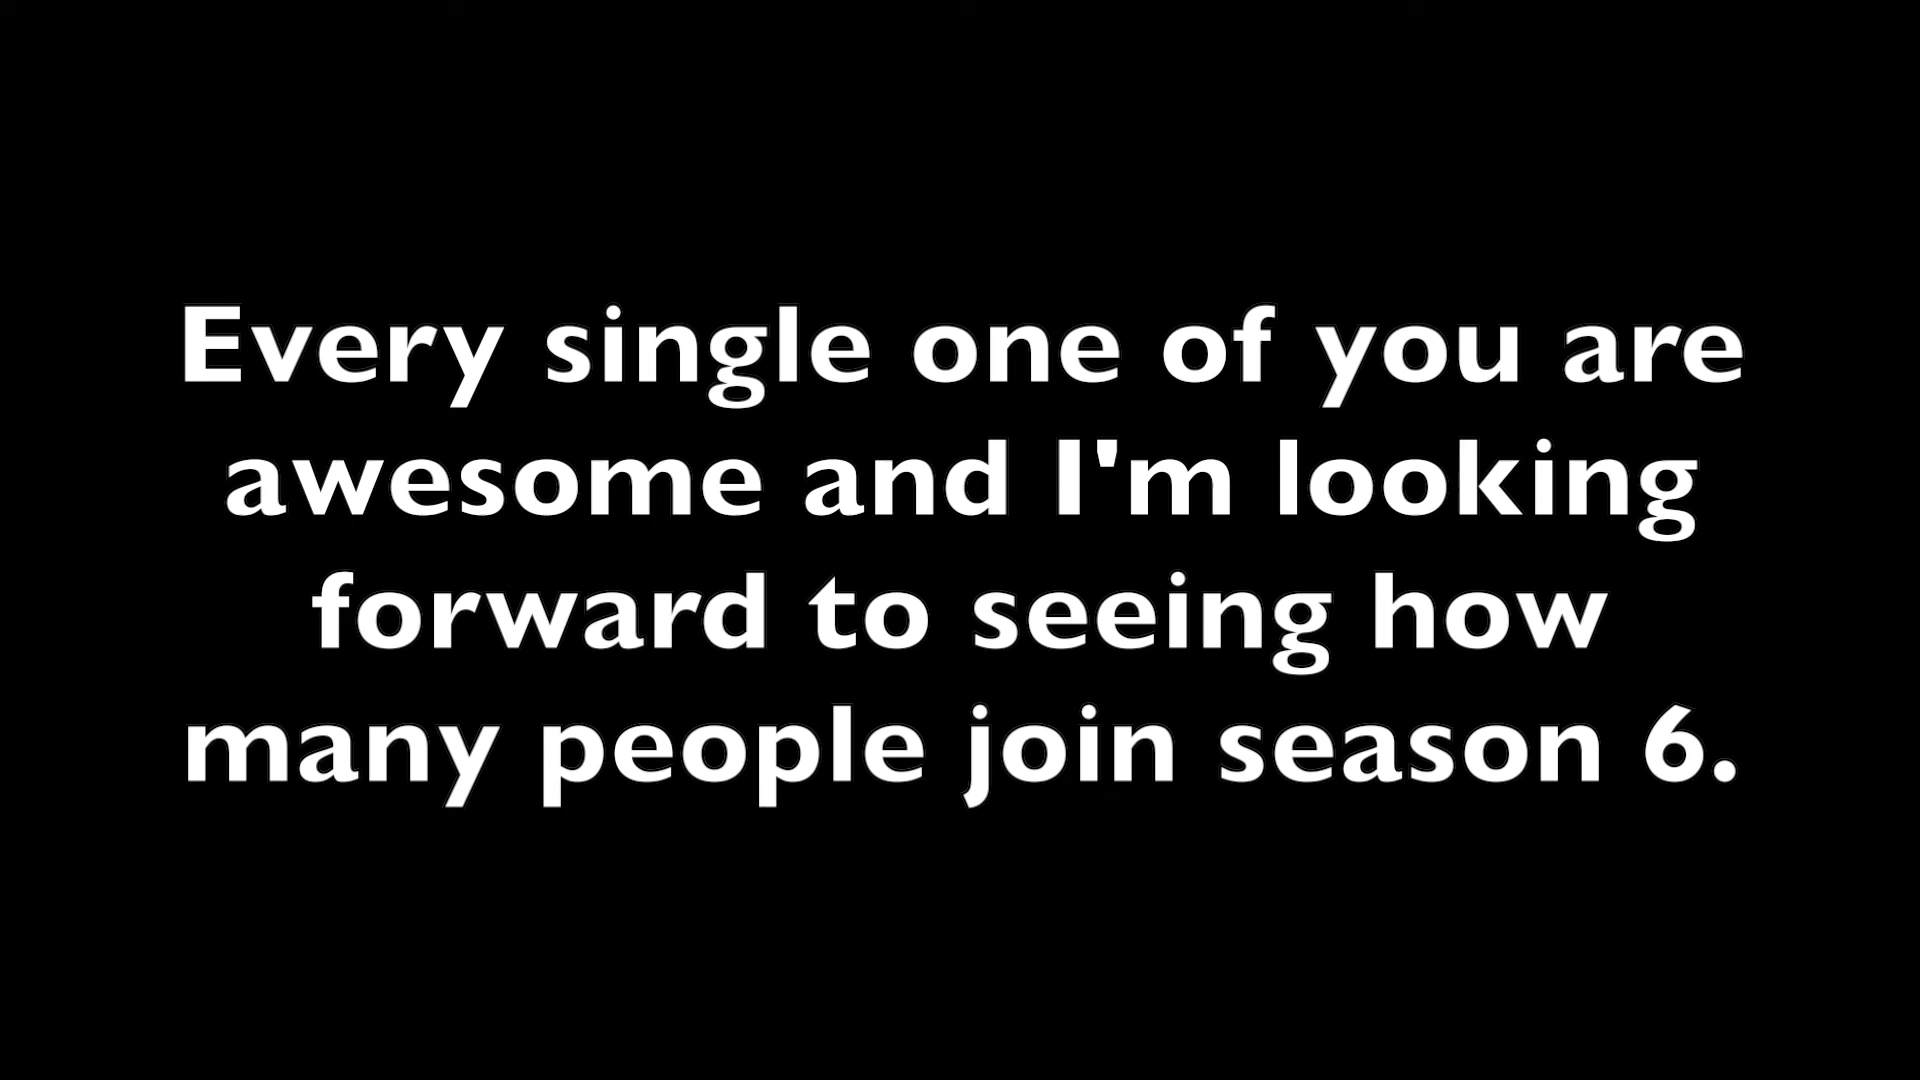 Every single one of you are
awesome and I'm looking
forward to seeing how
many people join season 6.